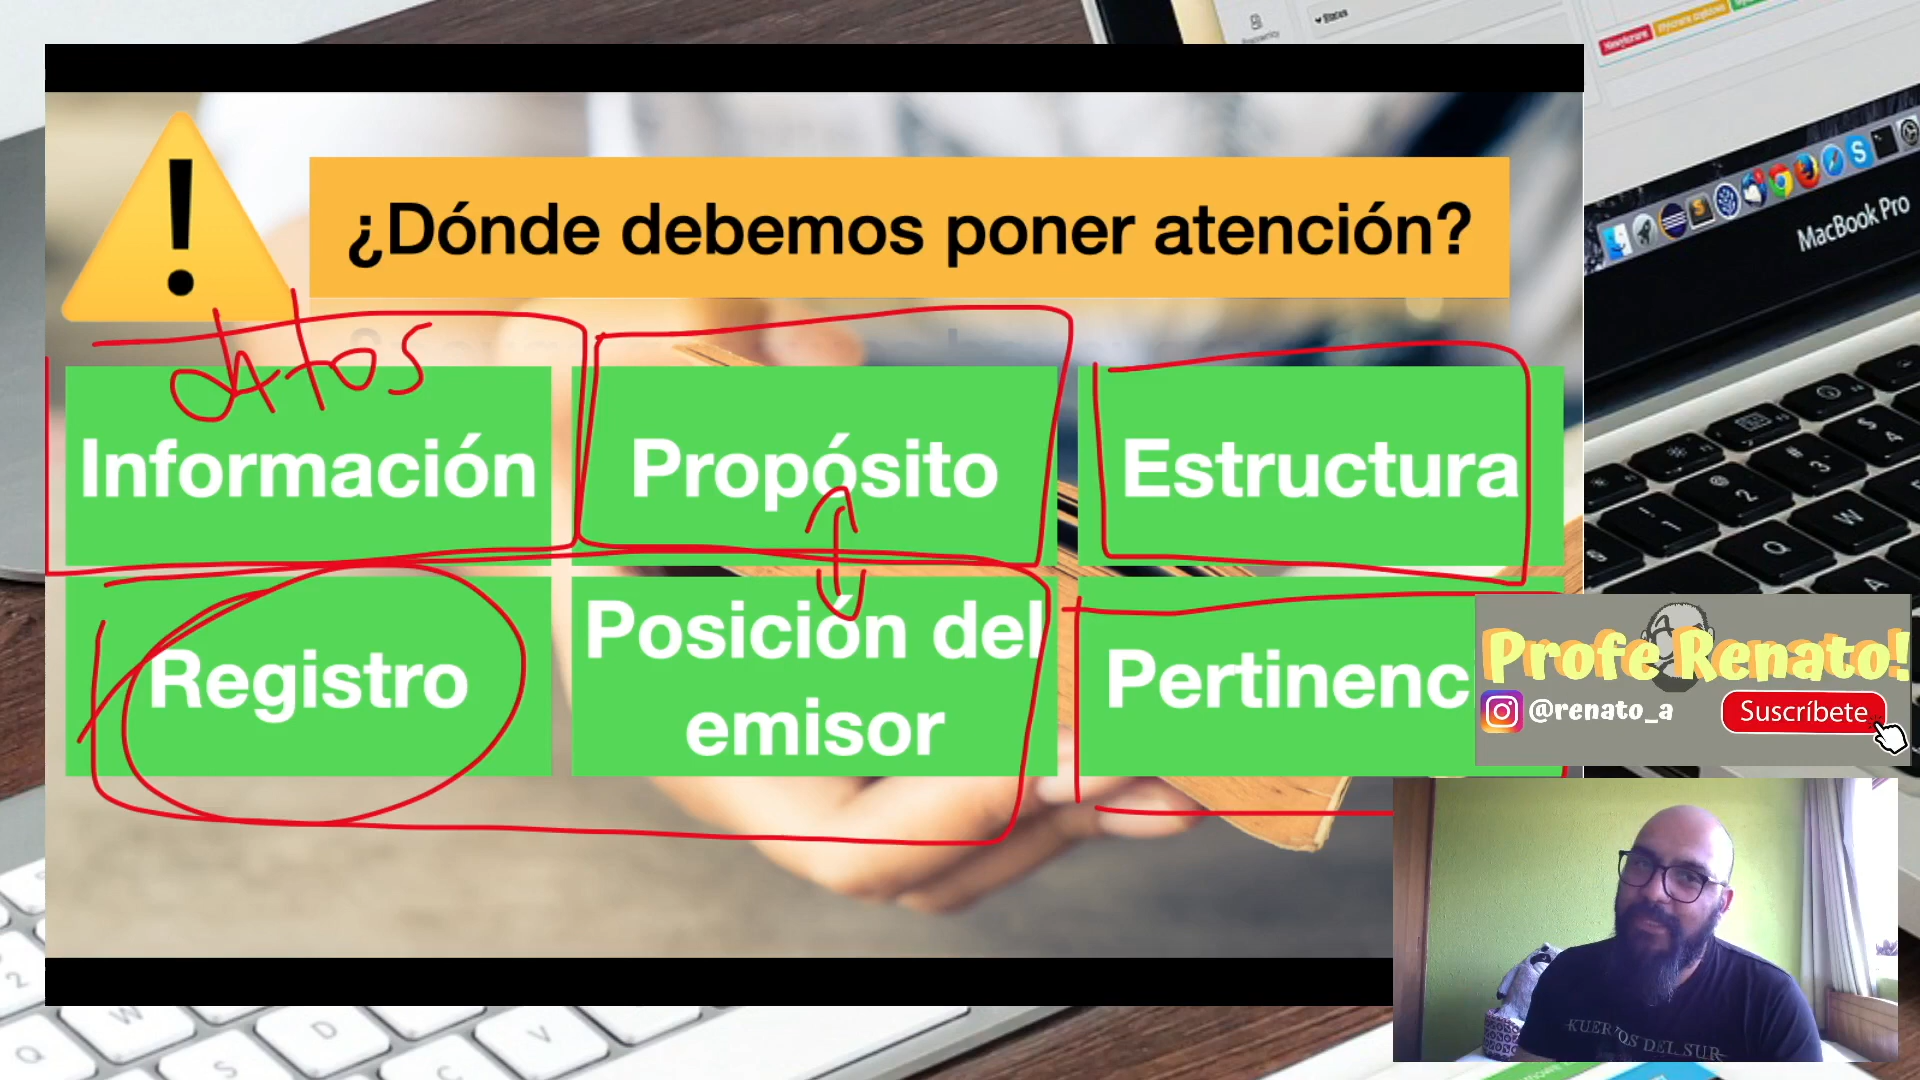 Status
MacBook Pro
¿Dónde debemos poner atención?
datos
Información
Propósito
Estructura
Registro
Posición del
emisor
Pertinenc
Profe Renato!
@renato_a
Suscríbete
KUERVOS DEL SUR